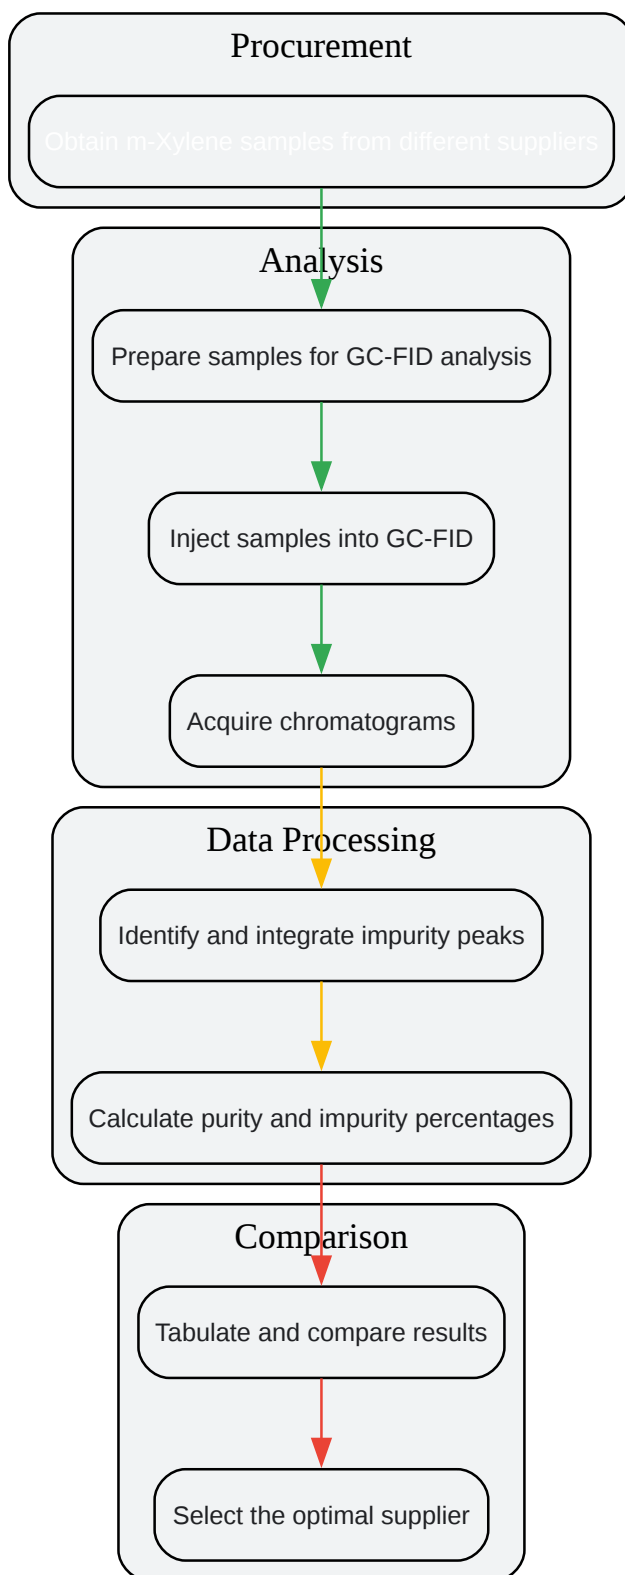 Procurement
Obtain m-Xylene samples from different suppliers
Analysis
Prepare samples for GC-FID analysis
Inject samples into GC-FID
Acquire chromatograms
Data Processing
Identify and integrate impurity peaks
Calculate purity and impurity percentages
Comparison
Tabulate and compare results
Select the optimal supplier